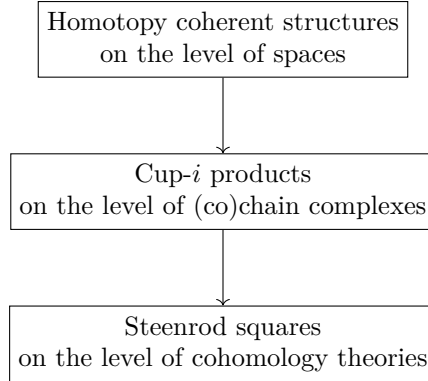 Homotopy coherent structures
on the level of spaces
Cup-i products
on the level of (co)chain complexes
Steenrod squares
on the level of cohomology theories